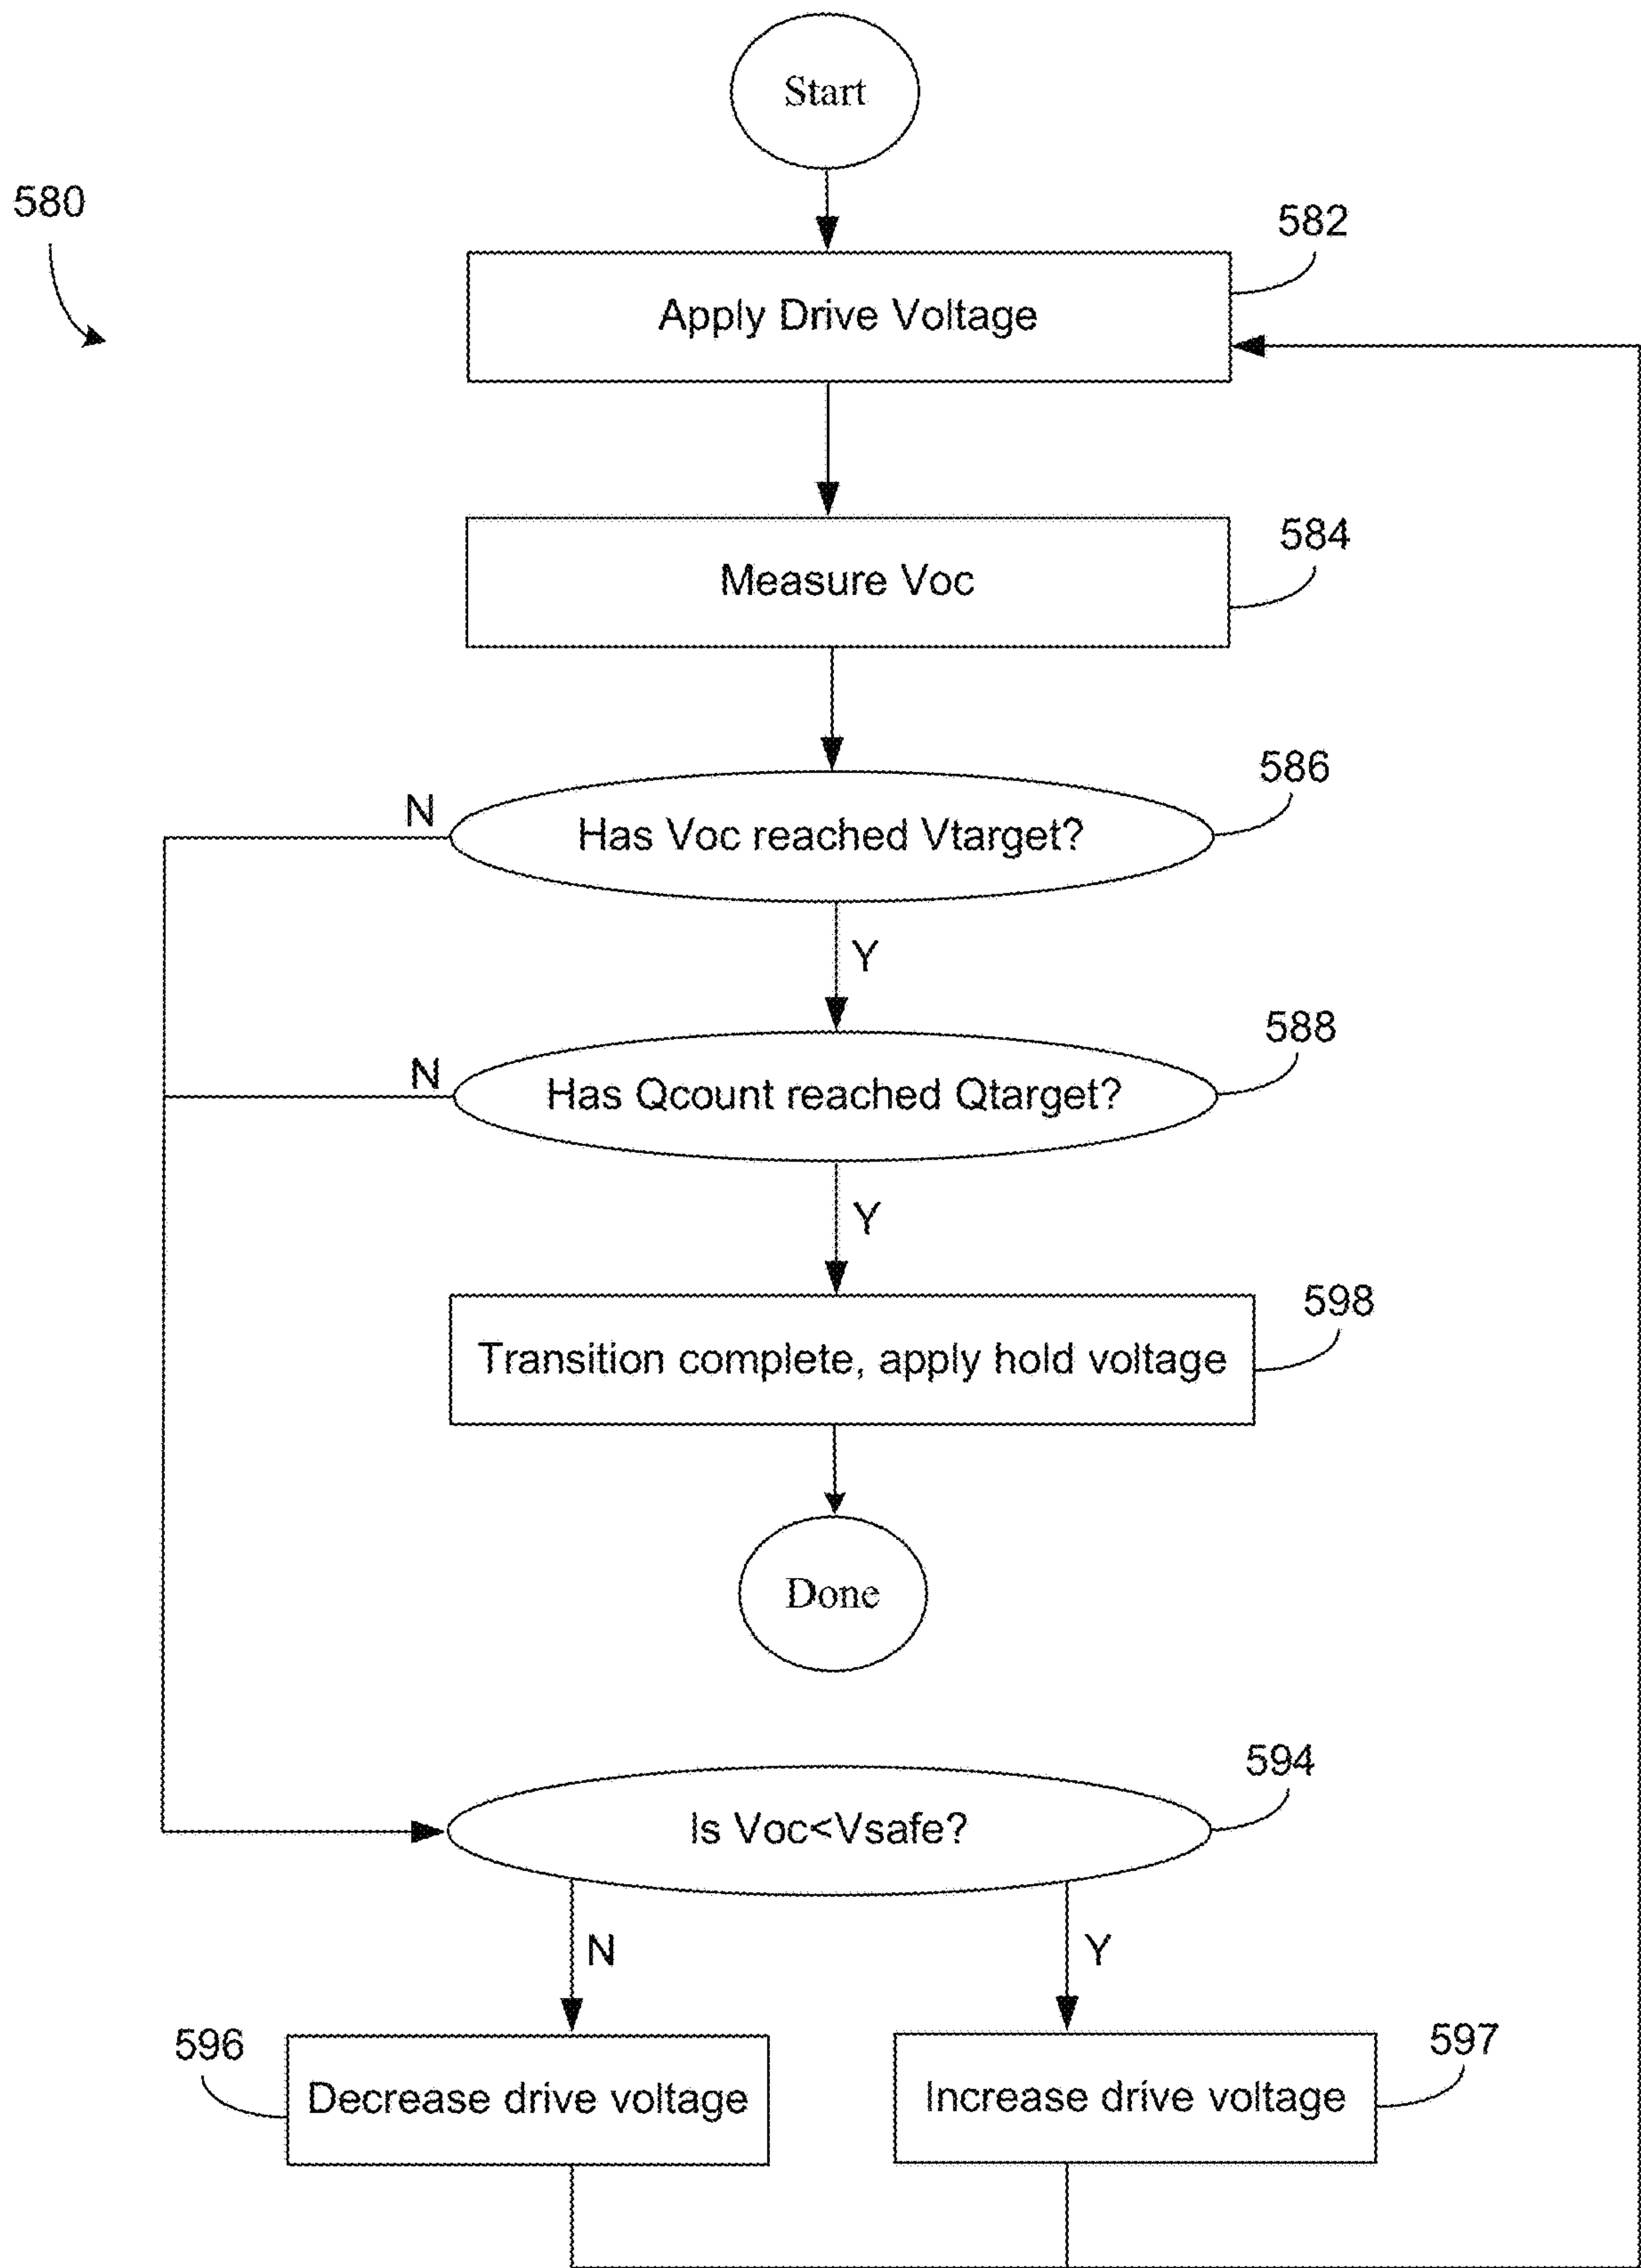 Start
580
582
Apply Drive Voltage
584
Measure Voc
586
N
Has Voc reached Vtarget?
Y
588
N
Has Qcount reached Qtarget?
Y
598
Transition complete, apply hold voltage
Done
594
Is Voc<Vsafe?
N
Y
596
Decrease drive voltage
597
Increase drive voltage